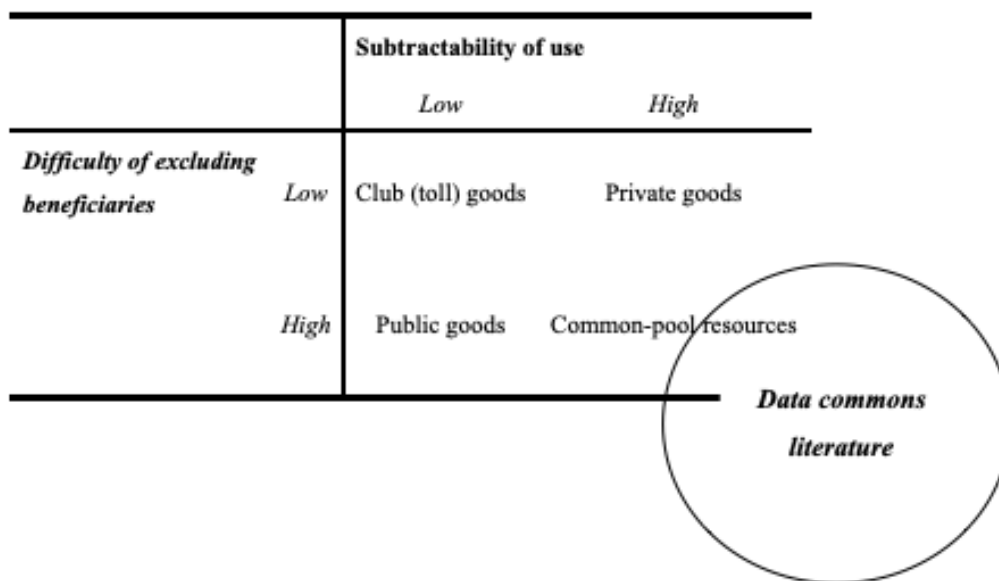 Subtractability of use
Low High
Difficulty of excluding
beneficiaries
Low Club (toll) goods Private goods
High Public goods Common-pool resources
Data commons
literature